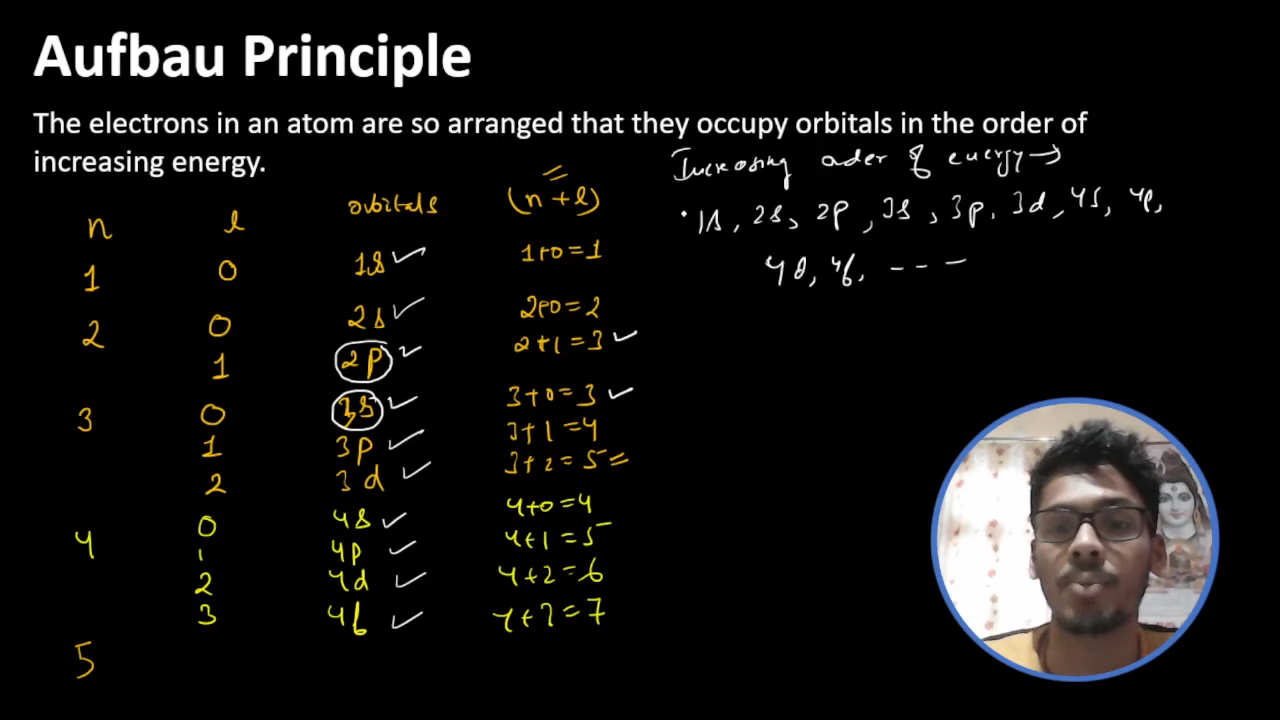 Aufbau Principle
The electrons in an atom are so arranged that they occupy orbitals in the order of
increasing energy.
Increasing order of energy →
• 1s, 2s, 2p, 3s, 3p, 3d, 4s, 4p,
4d, 4f, - - -
n l orbitals (n + l)
1 0 1s ✓ 1+0=1
2 0 2s ✓ 2+0=2
1 2p ✓ 2+1=3 ✓
3 0 3s ✓ 3+0=3 ✓
1 3p ✓ 3+1=4
2 3d ✓ 3+2=5=
4 0 4s ✓ 4+0=4
1 4p ✓ 4+1=5
2 4d ✓ 4+2=6
3 4f ✓ 4+3=7
5